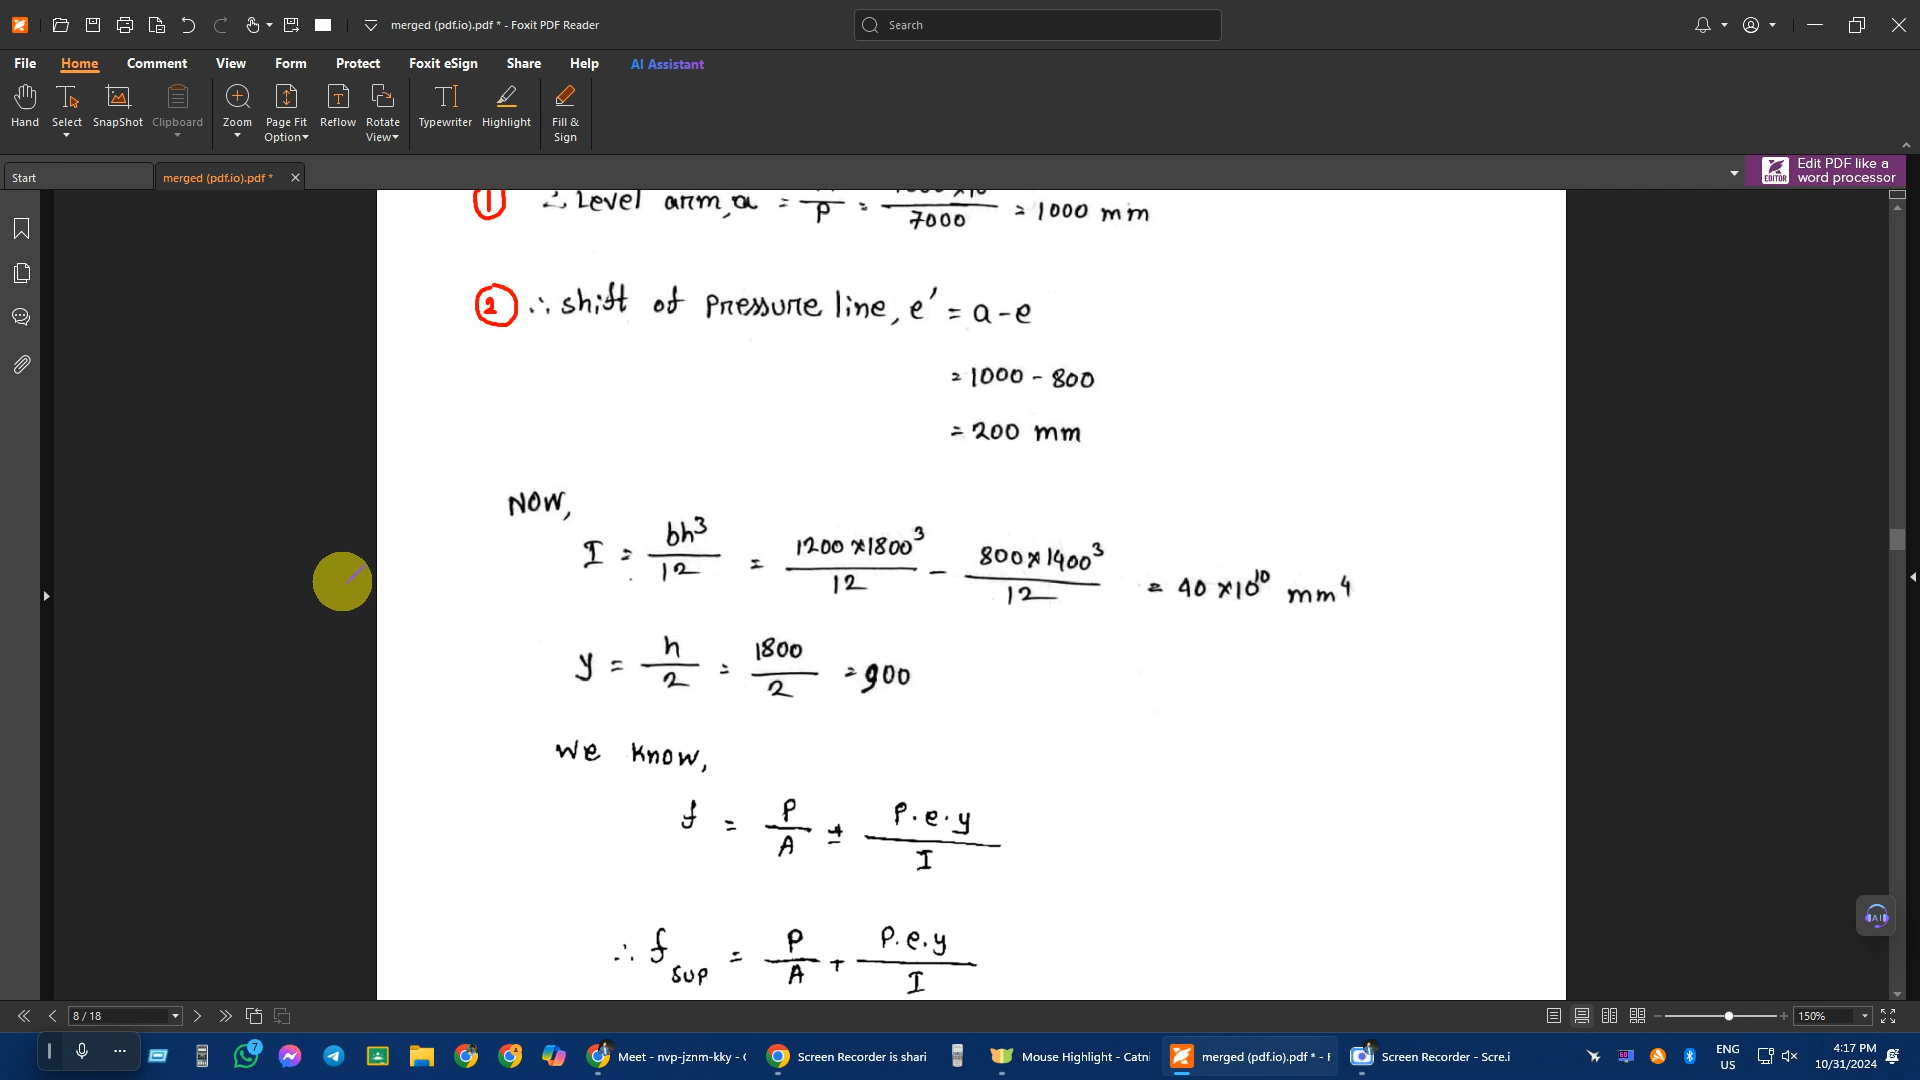 merged (pdf.io).pdf * - Foxit PDF Reader
Search
File Home Comment View Form Protect Foxit eSign Share Help AI Assistant
Hand Select SnapShot Clipboard Zoom Page Fit Option Reflow Rotate View Typewriter Highlight Fill & Sign
Start merged (pdf.io).pdf *
EDITOR Edit PDF like a word processor
① ∴ Level arm, a = /P = /7000 = 1000 mm
② ∴ shift of Pressure line, e' = a - e
= 1000 - 800
= 200 mm
NOW,
I = bh³/12 = 1200×1800³/12 - 800×1400³/12 = 40×10¹⁰ mm⁴
y = h/2 = 1800/2 = 900
We know,
f = P/A ± P.e.y/I
∴ f sup = P/A + P.e.y/I
AI
8 / 18
150%
7
Meet - nvp-jznm-kky - (
Screen Recorder is shari
Mouse Highlight - Catni
merged (pdf.io).pdf * - F
Screen Recorder - Scre.i
ENG US
4:17 PM
10/31/2024